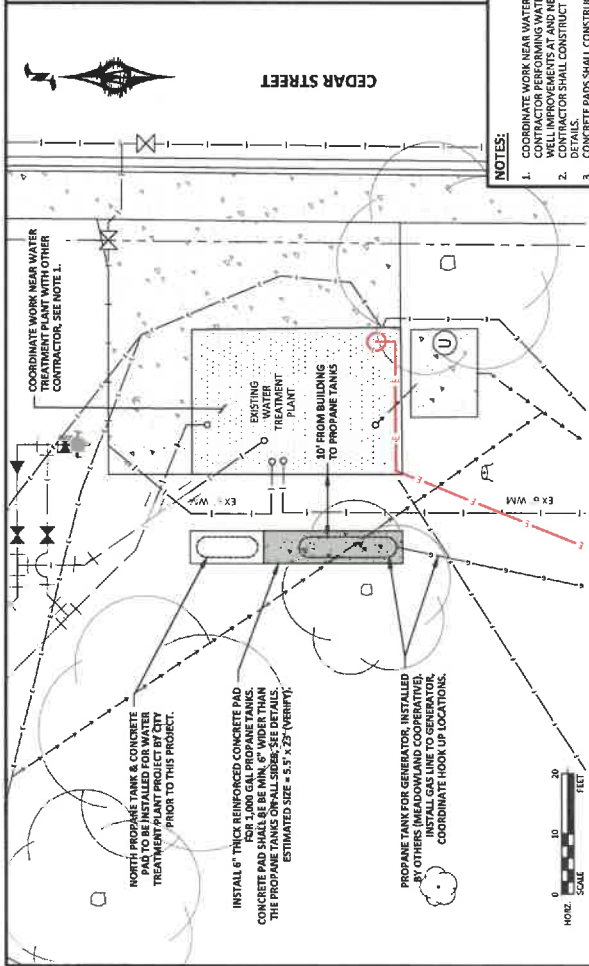 COORDINATE WORK NEAR WATER
TREATMENT PLANT WITH OTHER
CONTRACTOR, SEE NOTE 1.
CEDAR STREET
EXISTING
WATER
TREATMENT
PLANT
10' FROM BUILDING
TO PROPANE TANKS
EX 6" WM
U
NORTH PROPANE TANK & CONCRETE
PAD TO BE INSTALLED FOR WATER
TREATMENT PLANT PROJECT BY CITY
PRIOR TO THIS PROJECT.
INSTALL 6" THICK REINFORCED CONCRETE PAD
FOR 1,000 GAL PROPANE TANKS.
CONCRETE PAD SHALL BE BE MIN. 6" WIDER THAN
THE PROPANE TANKS ON ALL SIDES, SEE DETAILS.
ESTIMATED SIZE = 5.5' x 23' (VERIFY).
PROPANE TANK FOR GENERATOR, INSTALLED
BY OTHERS (MEADOWLAND COOPERATIVE).
INSTALL GAS LINE TO GENERATOR,
COORDINATE HOOK UP LOCATIONS.
0 10 20
HORZ.
SCALE FEET
NOTES:
1. COORDINATE WORK NEAR WATER
CONTRACTOR PERFORMING WAT
WELL IMPROVEMENTS AT AND NE
2. CONTRACTOR SHALL CONSTRUCT
DETAILS.
3. CONCRETE PADS SHALL CONSTRUC